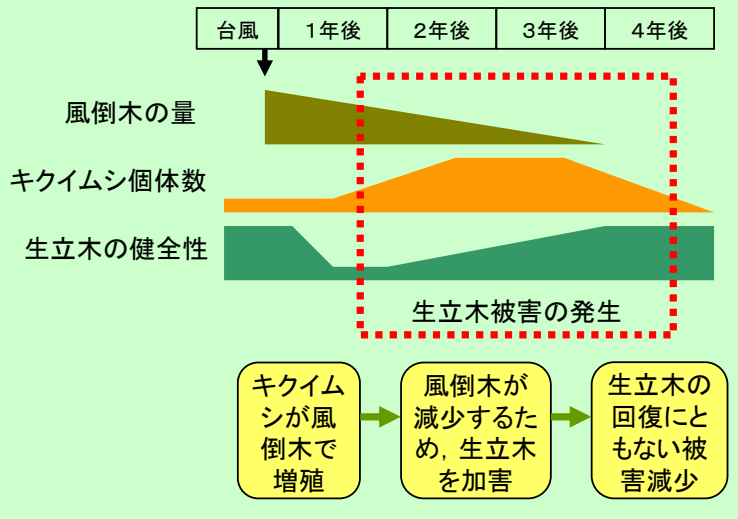 台風 1年後 2年後 3年後 4年後
風倒木の量
キクイムシ個体数
生立木の健全性
生立木被害の発生
キクイム
シが風
倒木で
増殖
風倒木が
減少するた
め，生立木
を加害
生立木の
回復にと
もない被
害減少